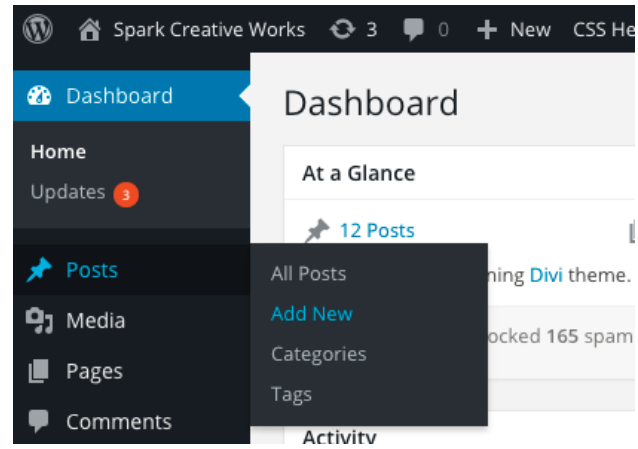 Spark Creative Works 3 0 New CSS He
Dashboard
Home
Updates 3
Posts
Media
Pages
Comments
Dashboard
At a Glance
12 Posts
All Posts
Add New
Categories
Tags
ning Divi theme.
ocked 165 spam
Activity